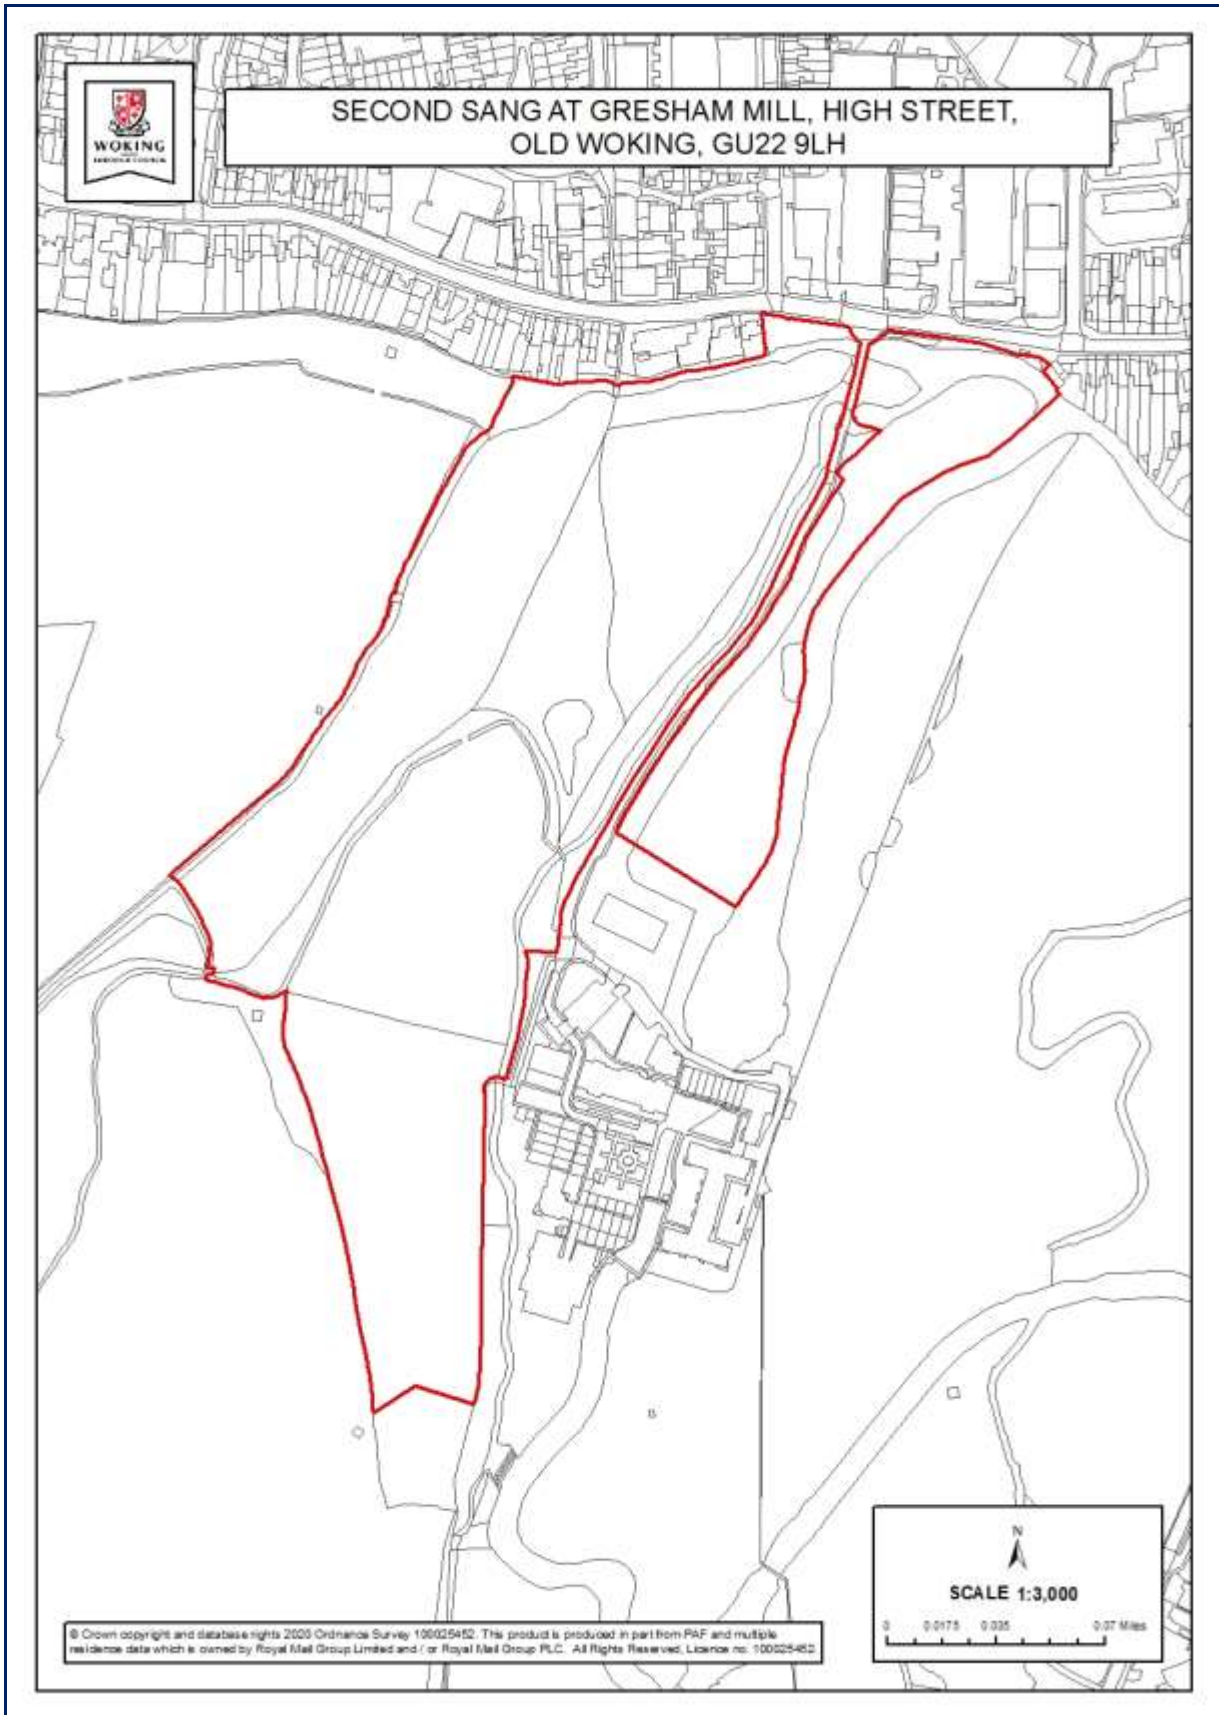 WOKING
BOROUGH COUNCIL
SECOND SANG AT GRESHAM MILL, HIGH STREET,
OLD WOKING, GU22 9LH
N
SCALE 1:3,000
0 0.0175 0.035 0.07 Miles
© Crown copyright and database rights 2020 Ordnance Survey 100025452. This product is produced in part from PAF and multiple
residence data which is owned by Royal Mail Group Limited and / or Royal Mail Group PLC. All Rights Reserved, Licence no. 100025452